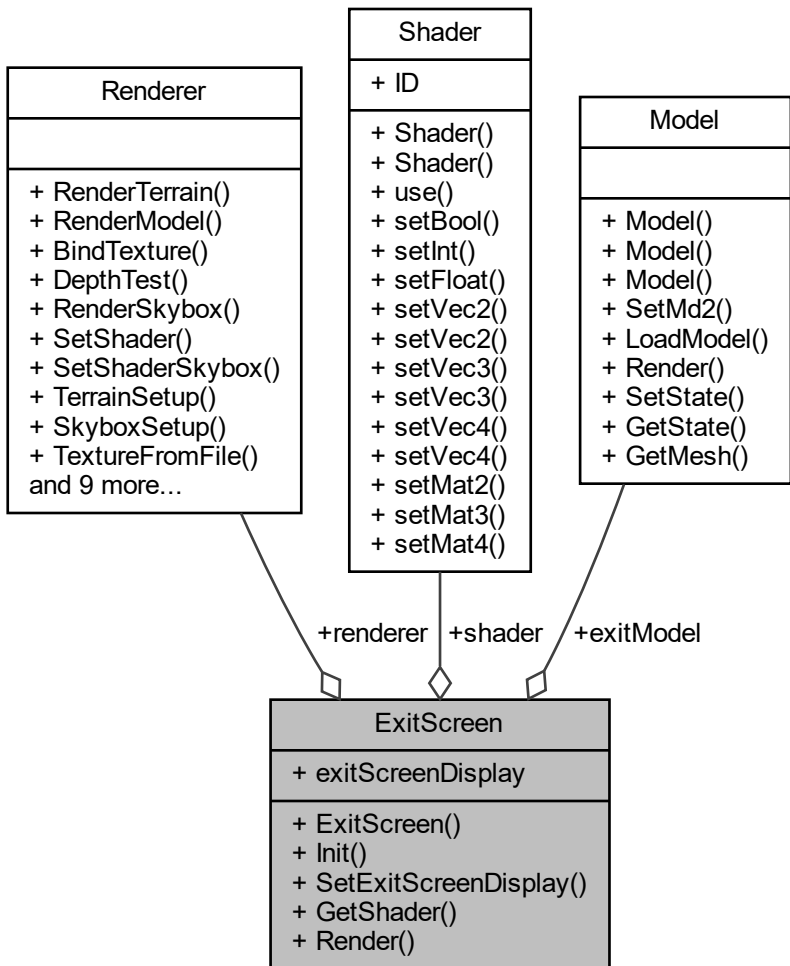 Renderer
+ RenderTerrain()
+ RenderModel()
+ BindTexture()
+ DepthTest()
+ RenderSkybox()
+ SetShader()
+ SetShaderSkybox()
+ TerrainSetup()
+ SkyboxSetup()
+ TextureFromFile()
and 9 more...
Shader
+ ID
+ Shader()
+ Shader()
+ use()
+ setBool()
+ setInt()
+ setFloat()
+ setVec2()
+ setVec2()
+ setVec3()
+ setVec3()
+ setVec4()
+ setVec4()
+ setMat2()
+ setMat3()
+ setMat4()
Model
+ Model()
+ Model()
+ Model()
+ SetMd2()
+ LoadModel()
+ Render()
+ SetState()
+ GetState()
+ GetMesh()
+renderer
+shader
+exitModel
ExitScreen
+ exitScreenDisplay
+ ExitScreen()
+ Init()
+ SetExitScreenDisplay()
+ GetShader()
+ Render()